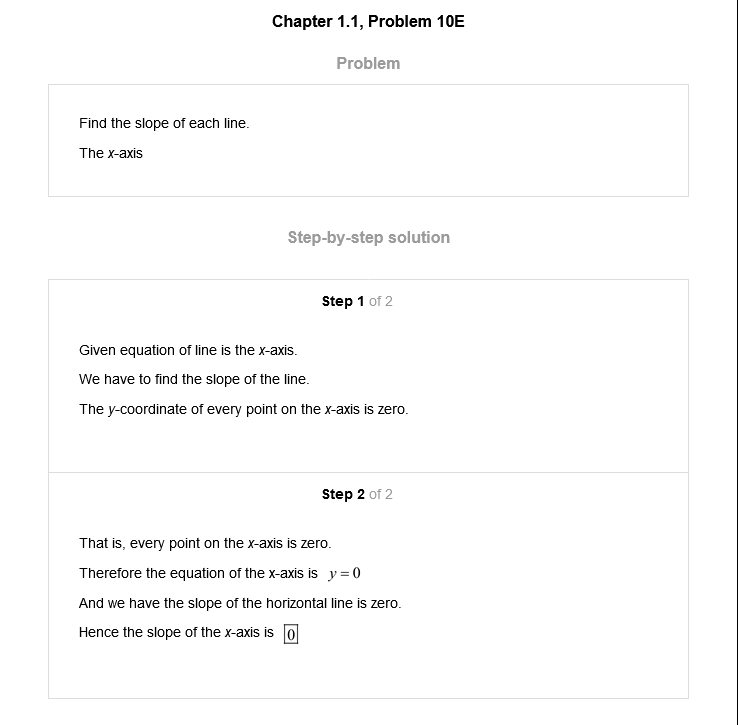 Chapter 1.1, Problem 10E
Problem
Find the slope of each line.
The x-axis
Step-by-step solution
Step 1 of 2
Given equation of line is the x-axis.
We have to find the slope of the line.
The y-coordinate of every point on the x-axis is zero.
Step 2 of 2
That is, every point on the x-axis is zero.
Therefore the equation of the x-axis is y = 0
And we have the slope of the horizontal line is zero.
Hence the slope of the x-axis is 0